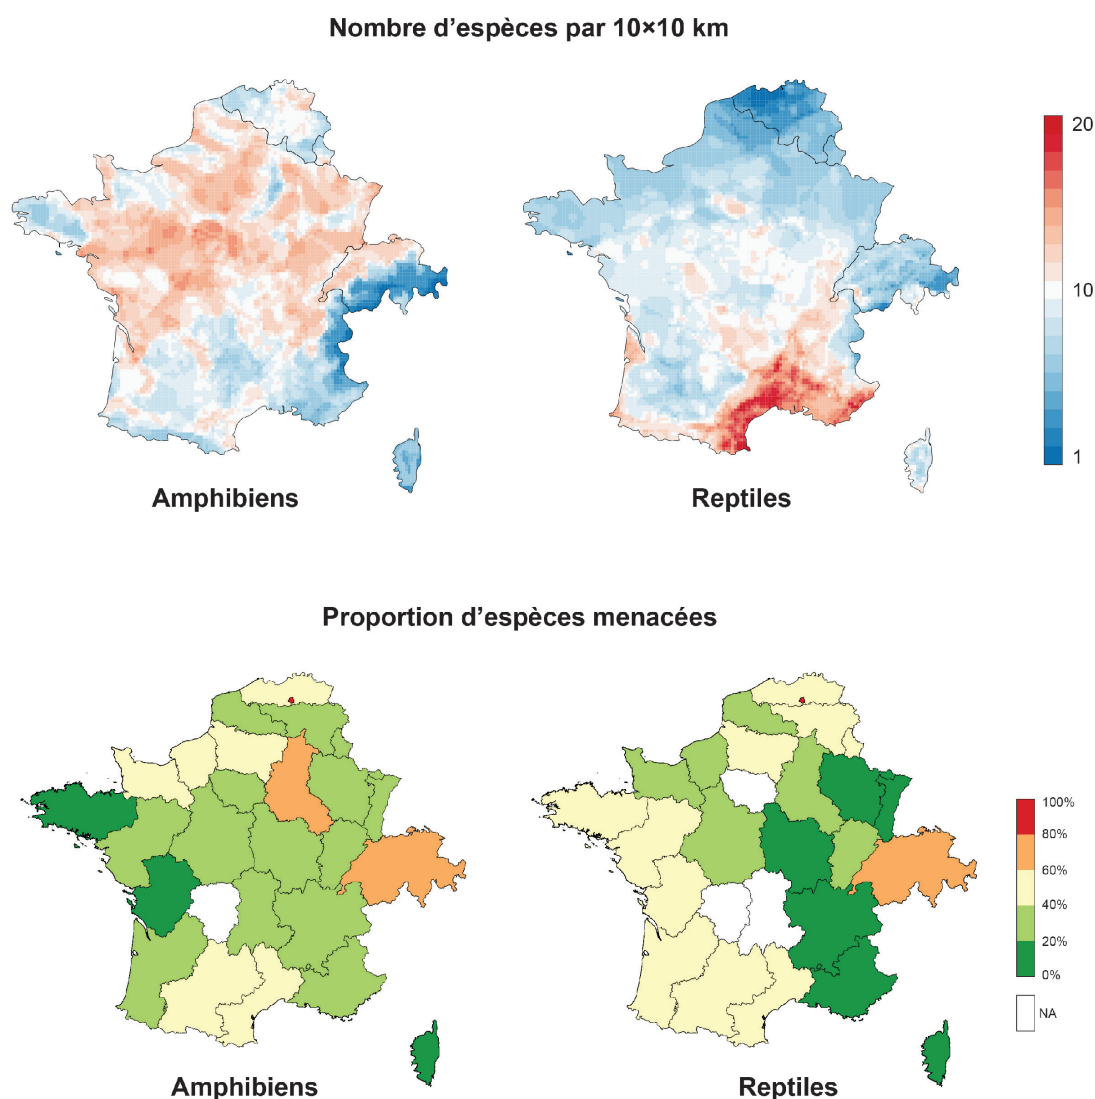 Nombre d’espèces par 10×10 km
20
10
1
Amphibiens
Reptiles
Proportion d’espèces menacées
100%
80%
60%
40%
20%
0%
NA
Amphibiens
Reptiles